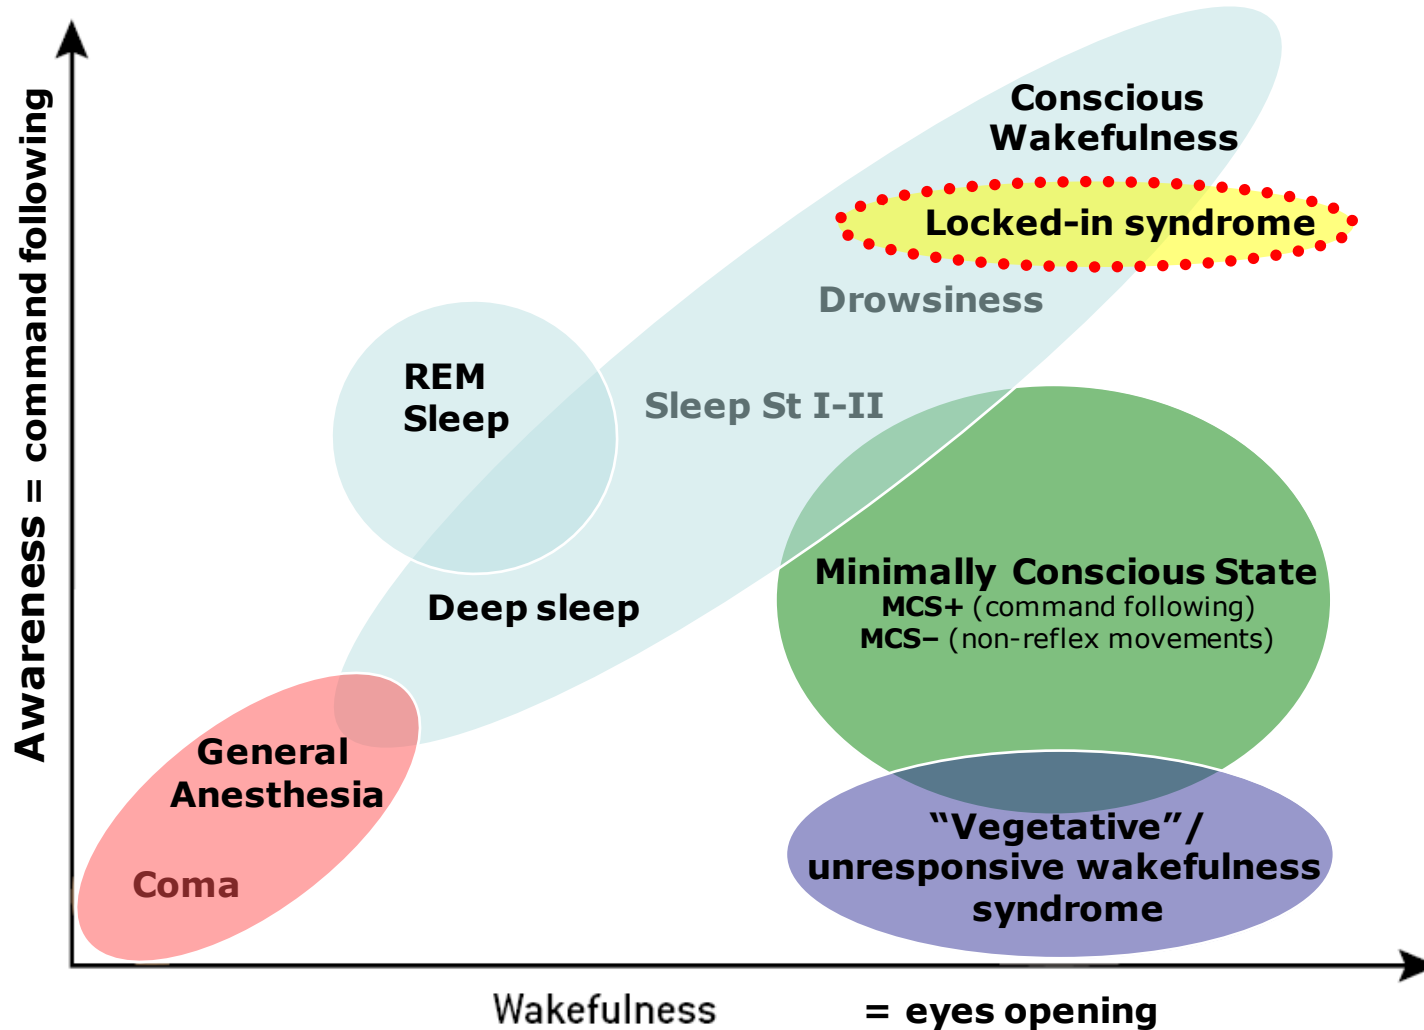 Awareness = command following
Conscious
Wakefulness
Locked-in syndrome
Drowsiness
REM
Sleep
Sleep St I-II
Deep sleep
Minimally Conscious State
MCS+ (command following)
MCS− (non-reflex movements)
General
Anesthesia
Coma
“Vegetative”/
unresponsive wakefulness
syndrome
Wakefulness = eyes opening